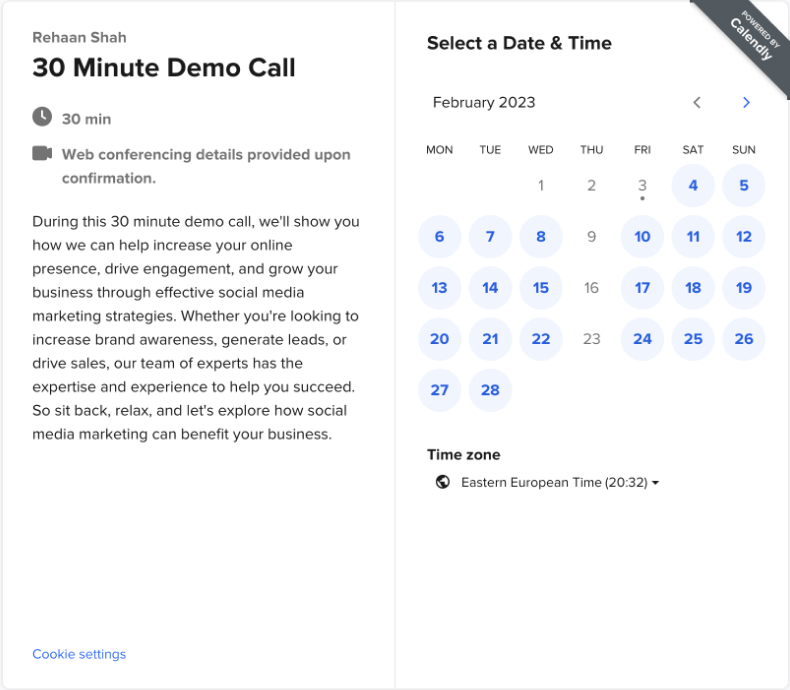 Rehaan Shah
30 Minute Demo Call
30 min
Web conferencing details provided upon
confirmation.
During this 30 minute demo call, we'll show you
how we can help increase your online
presence, drive engagement, and grow your
business through effective social media
marketing strategies. Whether you're looking to
increase brand awareness, generate leads, or
drive sales, our team of experts has the
expertise and experience to help you succeed.
So sit back, relax, and let's explore how social
media marketing can benefit your business.
Cookie settings
Select a Date & Time
POWERED BY
Calendly
February 2023
MON TUE WED THU FRI SAT SUN
1 2 3 4 5
6 7 8 9 10 11 12
13 14 15 16 17 18 19
20 21 22 23 24 25 26
27 28
Time zone
Eastern European Time (20:32)